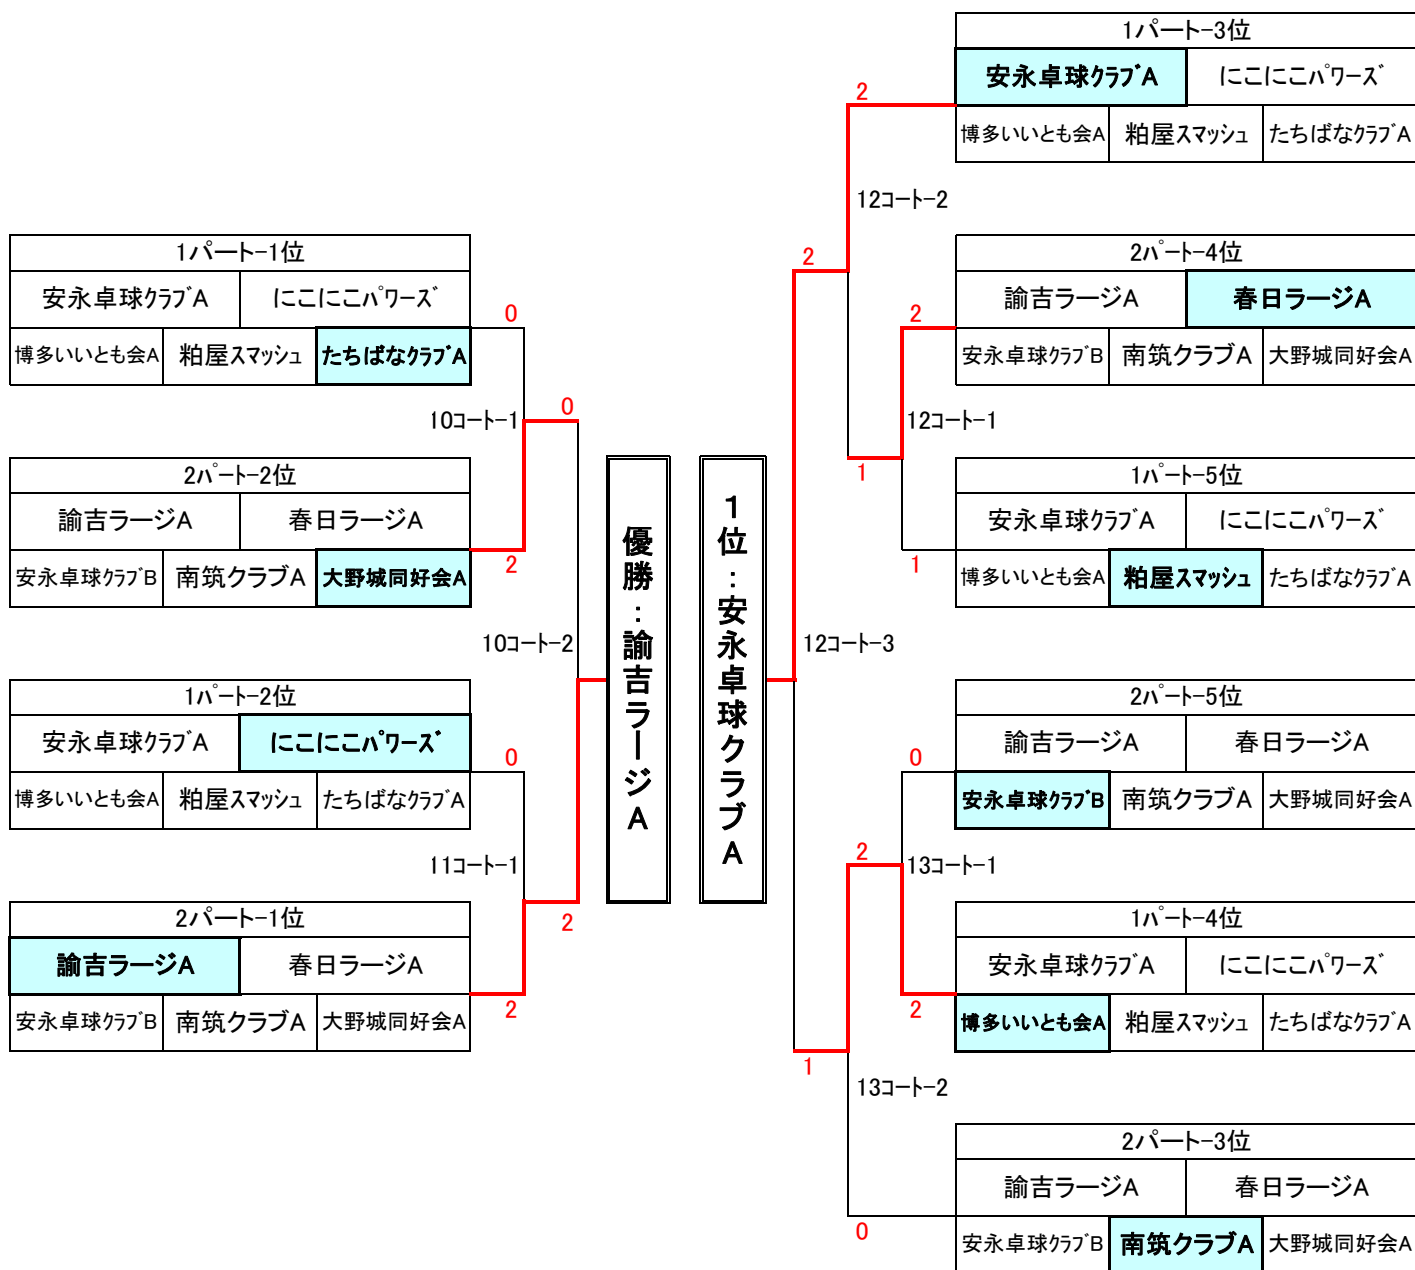 1パート-1位
安永卓球クラブA にこにこパワーズ
博多いいとも会A 粕屋スマッシュ たちばなクラブA
0
10コート-1
0
2パート-2位
諭吉ラージA 春日ラージA
安永卓球クラブB 南筑クラブA 大野城同好会A
2
10コート-2
1パート-2位
安永卓球クラブA にこにこパワーズ
博多いいとも会A 粕屋スマッシュ たちばなクラブA
0
11コート-1
2
2パート-1位
諭吉ラージA 春日ラージA
安永卓球クラブB 南筑クラブA 大野城同好会A
2
優勝:諭吉ラージA
1位:安永卓球クラブA
1パート-3位
安永卓球クラブA にこにこパワーズ
博多いいとも会A 粕屋スマッシュ たちばなクラブA
2
12コート-2
2
2パート-4位
諭吉ラージA 春日ラージA
安永卓球クラブB 南筑クラブA 大野城同好会A
2
12コート-1
1
1パート-5位
安永卓球クラブA にこにこパワーズ
博多いいとも会A 粕屋スマッシュ たちばなクラブA
1
12コート-3
2パート-5位
諭吉ラージA 春日ラージA
安永卓球クラブB 南筑クラブA 大野城同好会A
0
2
13コート-1
1パート-4位
安永卓球クラブA にこにこパワーズ
博多いいとも会A 粕屋スマッシュ たちばなクラブA
2
1
13コート-2
2パート-3位
諭吉ラージA 春日ラージA
安永卓球クラブB 南筑クラブA 大野城同好会A
0